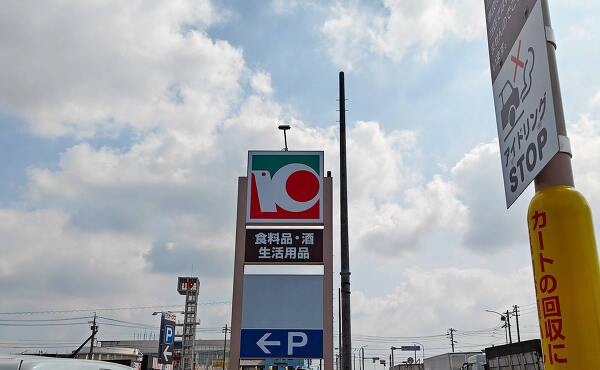 食料品・酒
生活用品
P
P
アイドリング
STOP
カートの回収に